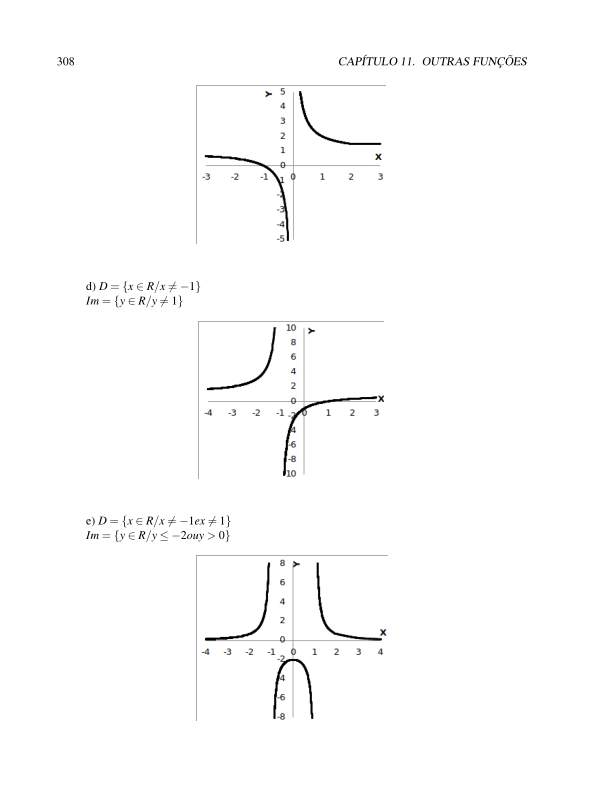 308 CAPÍTULO 11. OUTRAS FUNÇÕES
Y 5
4
3
2
1
X
0
-3 -2 -1 0 1 2 3
-1
-2
-3
-4
-5
d) D = {x ∈ R/x ≠ −1}
Im = {y ∈ R/y ≠ 1}
10 Y
8
6
4
2
0 X
-4 -3 -2 -1 0 1 2 3
-2
-4
-6
-8
-10
e) D = {x ∈ R/x ≠ −1ex ≠ 1}
Im = {y ∈ R/y ≤ −2ouy > 0}
8 Y
6
4
2
X
0
-4 -3 -2 -1 0 1 2 3 4
-2
-4
-6
-8